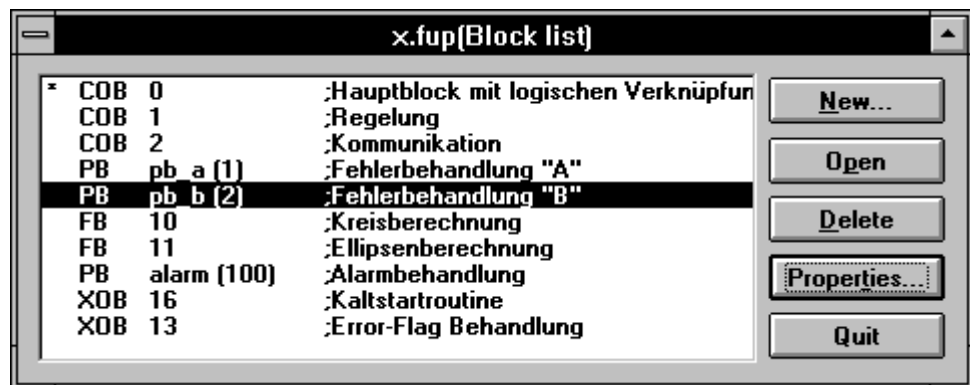 x.fup(Block list)
* COB 0 ;Hauptblock mit logischen Verknüpfun
COB 1 ;Regelung
COB 2 ;Kommunikation
PB pb_a (1) ;Fehlerbehandlung "A"
PB pb_b (2) ;Fehlerbehandlung "B"
FB 10 ;Kreisberechnung
FB 11 ;Ellipsenberechnung
PB alarm (100) ;Alarmbehandlung
XOB 16 ;Kaltstartroutine
XOB 13 ;Error-Flag Behandlung
New...
Open
Delete
Properties...
Quit